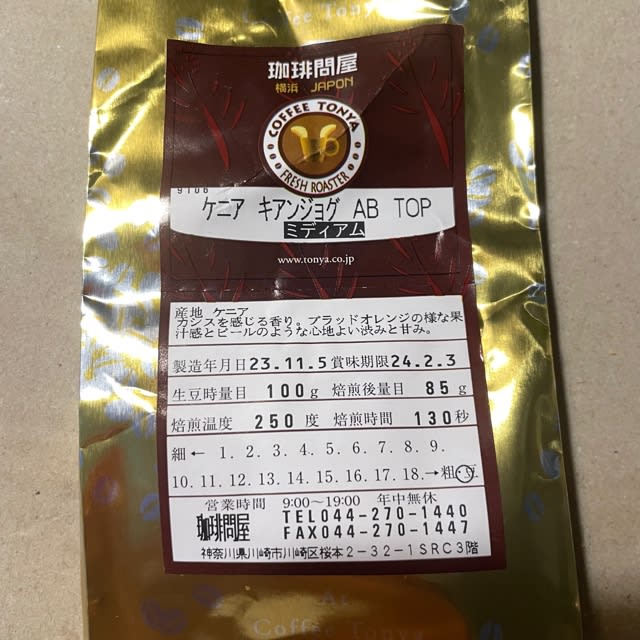 Coffee Tonya
珈琲問屋
横浜 JAPON
COFFEE TONYA
FRESH ROASTER
9106
ケニア キアンジョグ AB TOP
ミディアム
www.tonya.co.jp
産地 ケニア
カシスを感じる香り。ブラッドオレンジの様な果
汁感とビールのような心地よい渋みと甘み。
製造年月日23.11.5賞味期限24.2.3
生豆時量目 100g 焙煎後量目 85g
焙煎温度 250度 焙煎時間 130秒
細← 1. 2. 3. 4. 5. 6. 7. 8. 9.
10. 11. 12. 13. 14. 15. 16. 17. 18.→粗・豆
営業時間 9:00〜19:00 年中無休
珈琲問屋 TEL044-270-1440
FAX044-270-1447
神奈川県川崎市川崎区桜本2-32-1SRC3階
Coffee Tonya